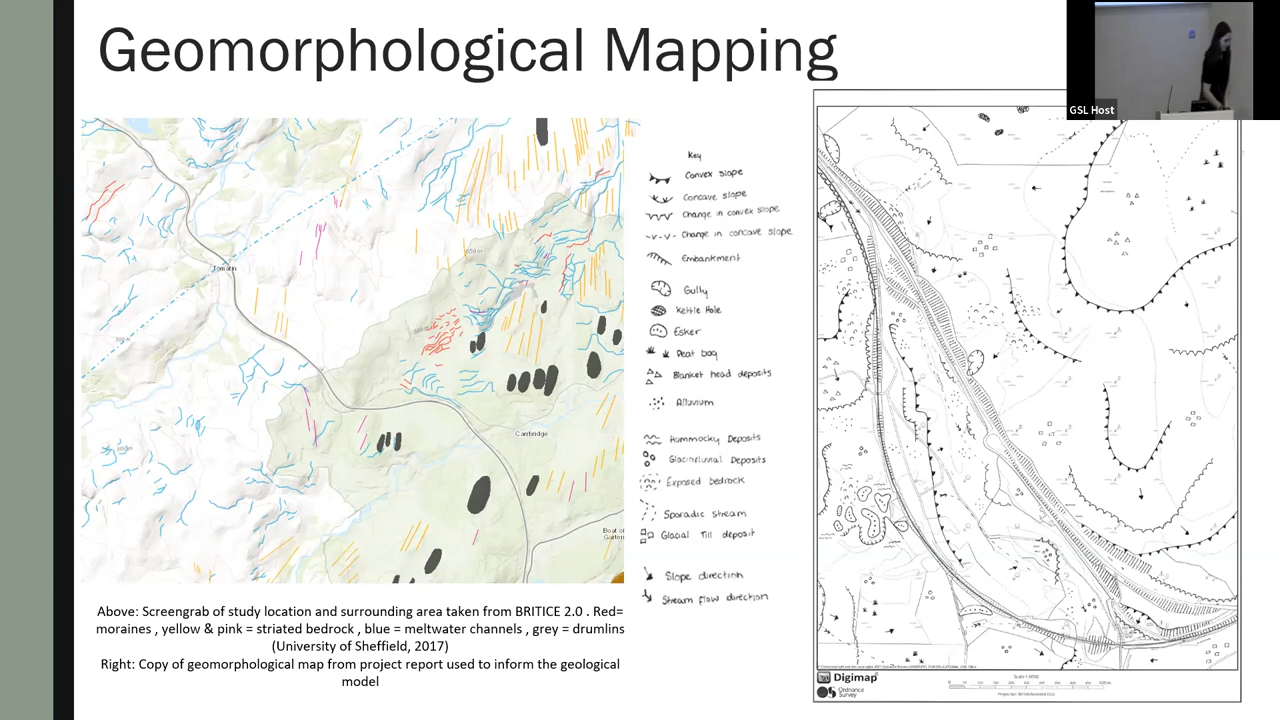 Geomorphological Mapping
GSL Host
Tomatin
659m
Carrbridge
Boat of
Garten
Above: Screengrab of study location and surrounding area taken from BRITICE 2.0 . Red=
moraines , yellow & pink = striated bedrock , blue = meltwater channels , grey = drumlins
(University of Sheffield, 2017)
Right: Copy of geomorphological map from project report used to inform the geological
model
Key
Convex slope
Concave slope
Change in convex slope
Change in concave slope
Embankment
Gully
Kettle Hole
Esker
Peat bog
Blanket head deposits
Alluvium
Hummocky Deposits
Glaciofluvial Deposits
Exposed bedrock
Sporadic stream
Glacial Till deposit
Slope direction
Stream flow direction
Digimap
Ordnance
Survey